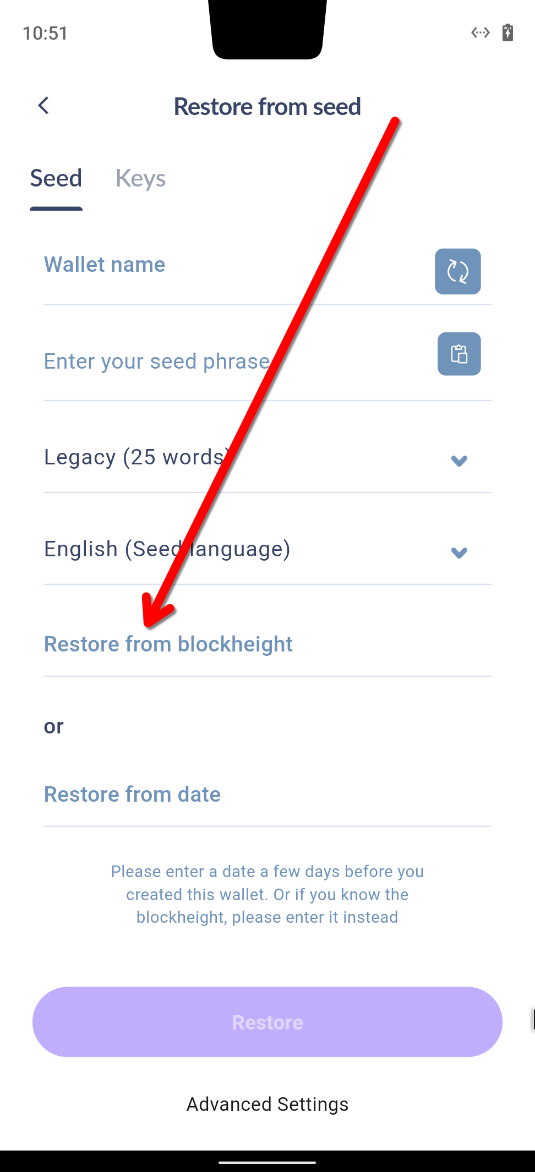 10:51
Restore from seed
Seed Keys
Wallet name
Enter your seed phrase
Legacy (25 words)
English (Seed language)
Restore from blockheight
or
Restore from date
Please enter a date a few days before you
created this wallet. Or if you know the
blockheight, please enter it instead
Restore
Advanced Settings